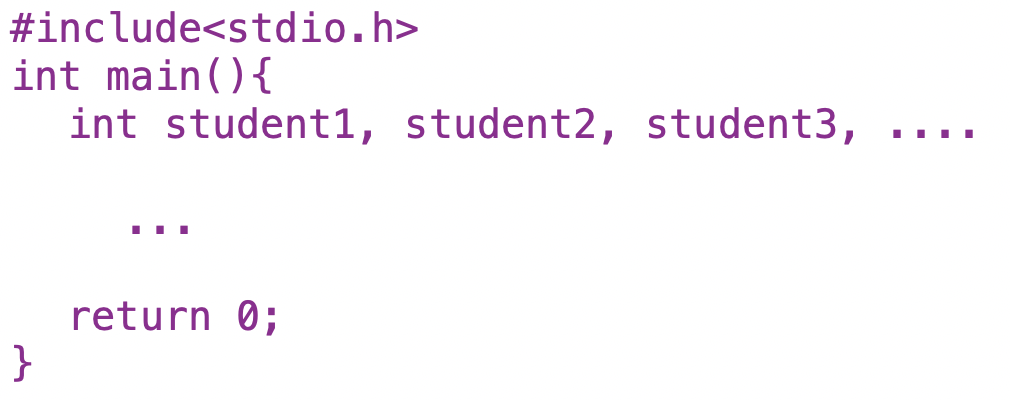 #include<stdio.h>
int main(){
int student1, student2, student3, ....
...
return 0;
}